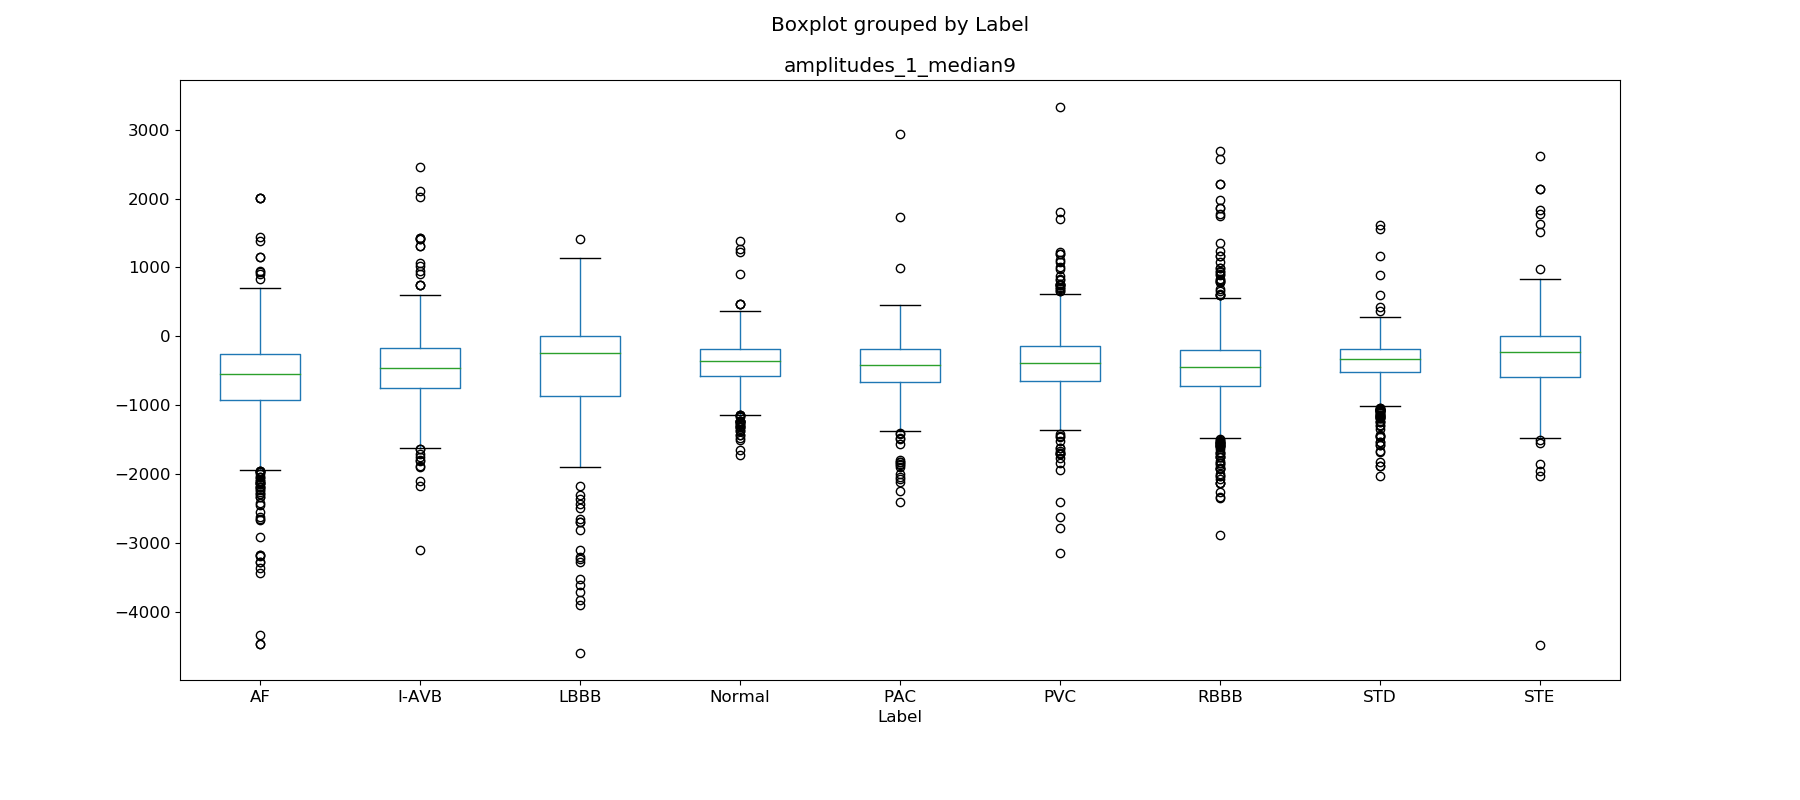 Boxplot grouped by Label
amplitudes_1_median9
3000
2000
1000
0
−1000
−2000
−3000
−4000
AF I-AVB LBBB Normal PAC PVC RBBB STD STE
Label